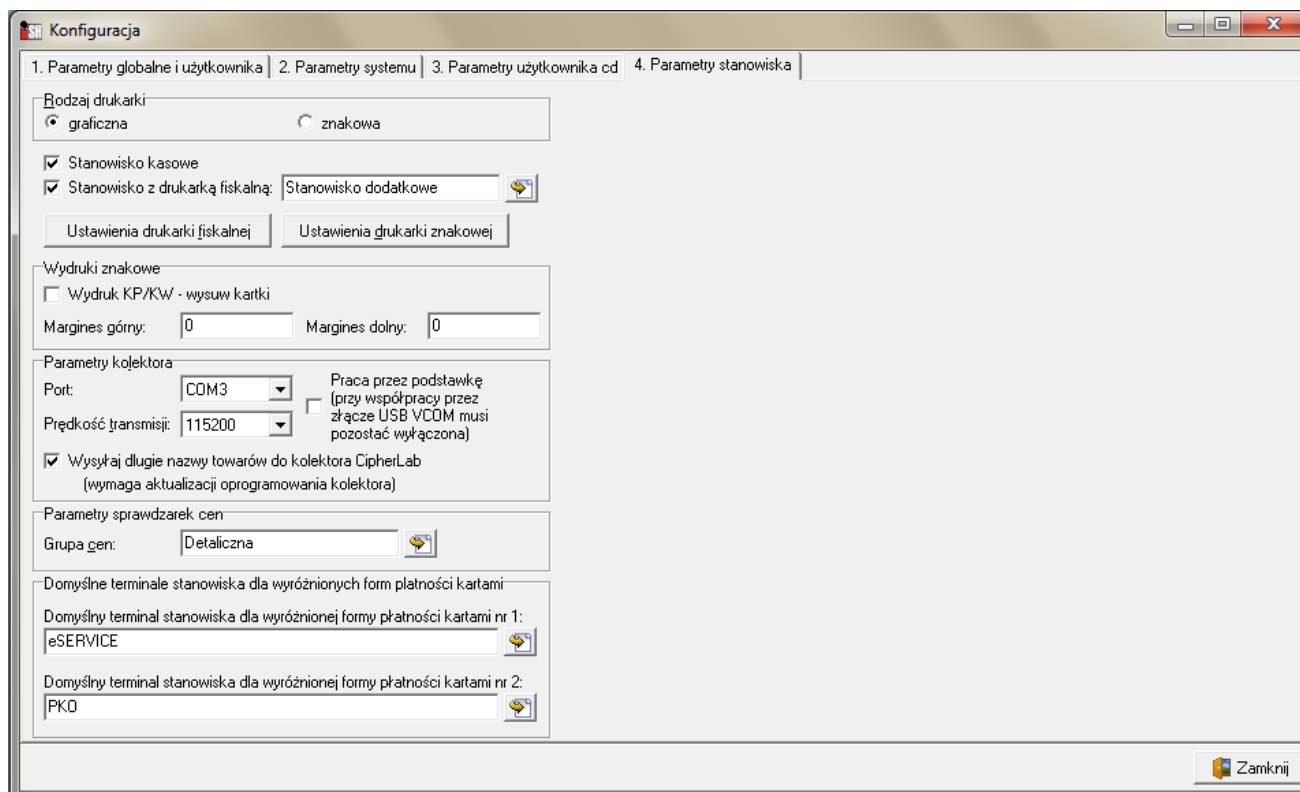 Konfiguracja
1. Parametry globalne i użytkownika 2. Parametry systemu 3. Parametry użytkownika cd 4. Parametry stanowiska
Rodzaj drukarki
graficzna znakowa
Stanowisko kasowe
Stanowisko z drukarką fiskalną: Stanowisko dodatkowe
Ustawienia drukarki fiskalnej Ustawienia drukarki znakowej
Wydruki znakowe
Wydruk KP/KW - wysuw kartki
Margines górny: 0 Margines dolny: 0
Parametry kolektora
Port: COM3
Prędkość transmisji: 115200
Praca przez podstawkę
(przy współpracy przez
złącze USB VCOM musi
pozostać wyłączona)
Wysyłaj długie nazwy towarów do kolektora CipherLab
(wymaga aktualizacji oprogramowania kolektora)
Parametry sprawdzarek cen
Grupa cen: Detaliczna
Domyślne terminale stanowiska dla wyróżnionych form płatności kartami
Domyślny terminal stanowiska dla wyróżnionej formy płatności kartami nr 1:
eSERVICE
Domyślny terminal stanowiska dla wyróżnionej formy płatności kartami nr 2:
PKO
Zamknij